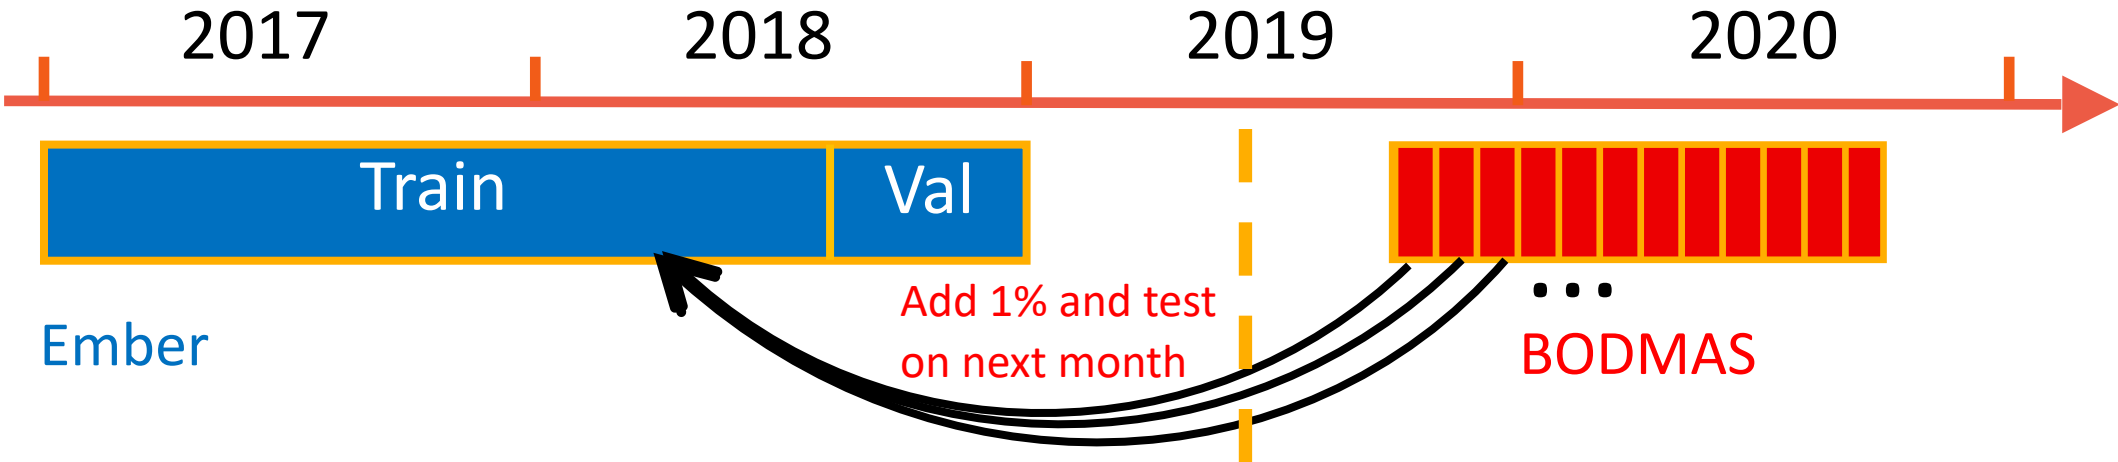 2017 2018 2019 2020
Train Val
Add 1% and test
on next month
Ember
...
BODMAS